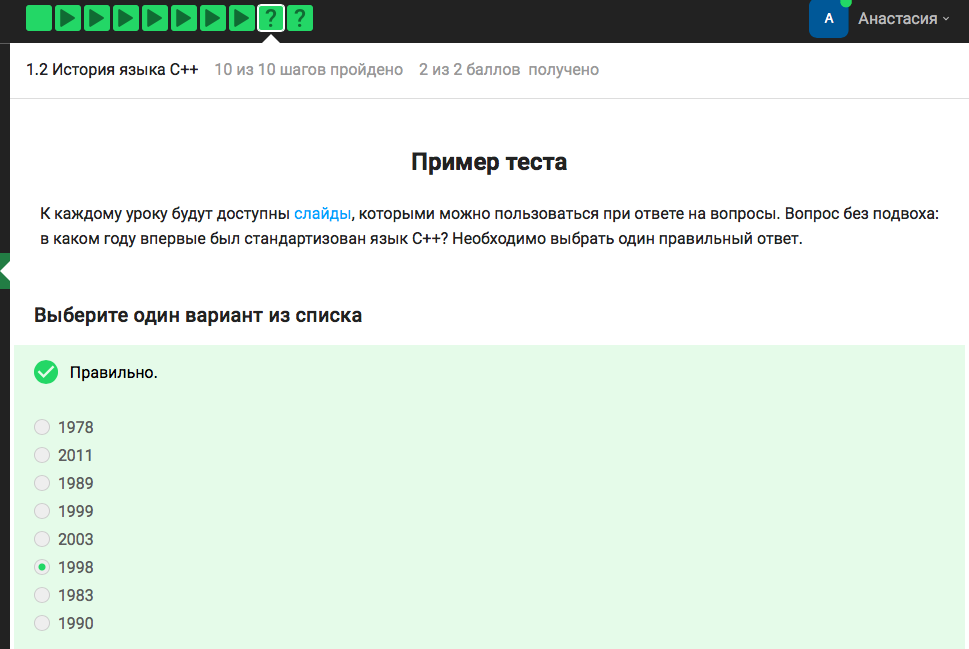 ? ?
А Анастасия
1.2 История языка C++ 10 из 10 шагов пройдено 2 из 2 баллов получено
Пример теста
К каждому уроку будут доступны слайды, которыми можно пользоваться при ответе на вопросы. Вопрос без подвоха:
в каком году впервые был стандартизован язык C++? Необходимо выбрать один правильный ответ.
Выберите один вариант из списка
Правильно.
1978
2011
1989
1999
2003
1998
1983
1990